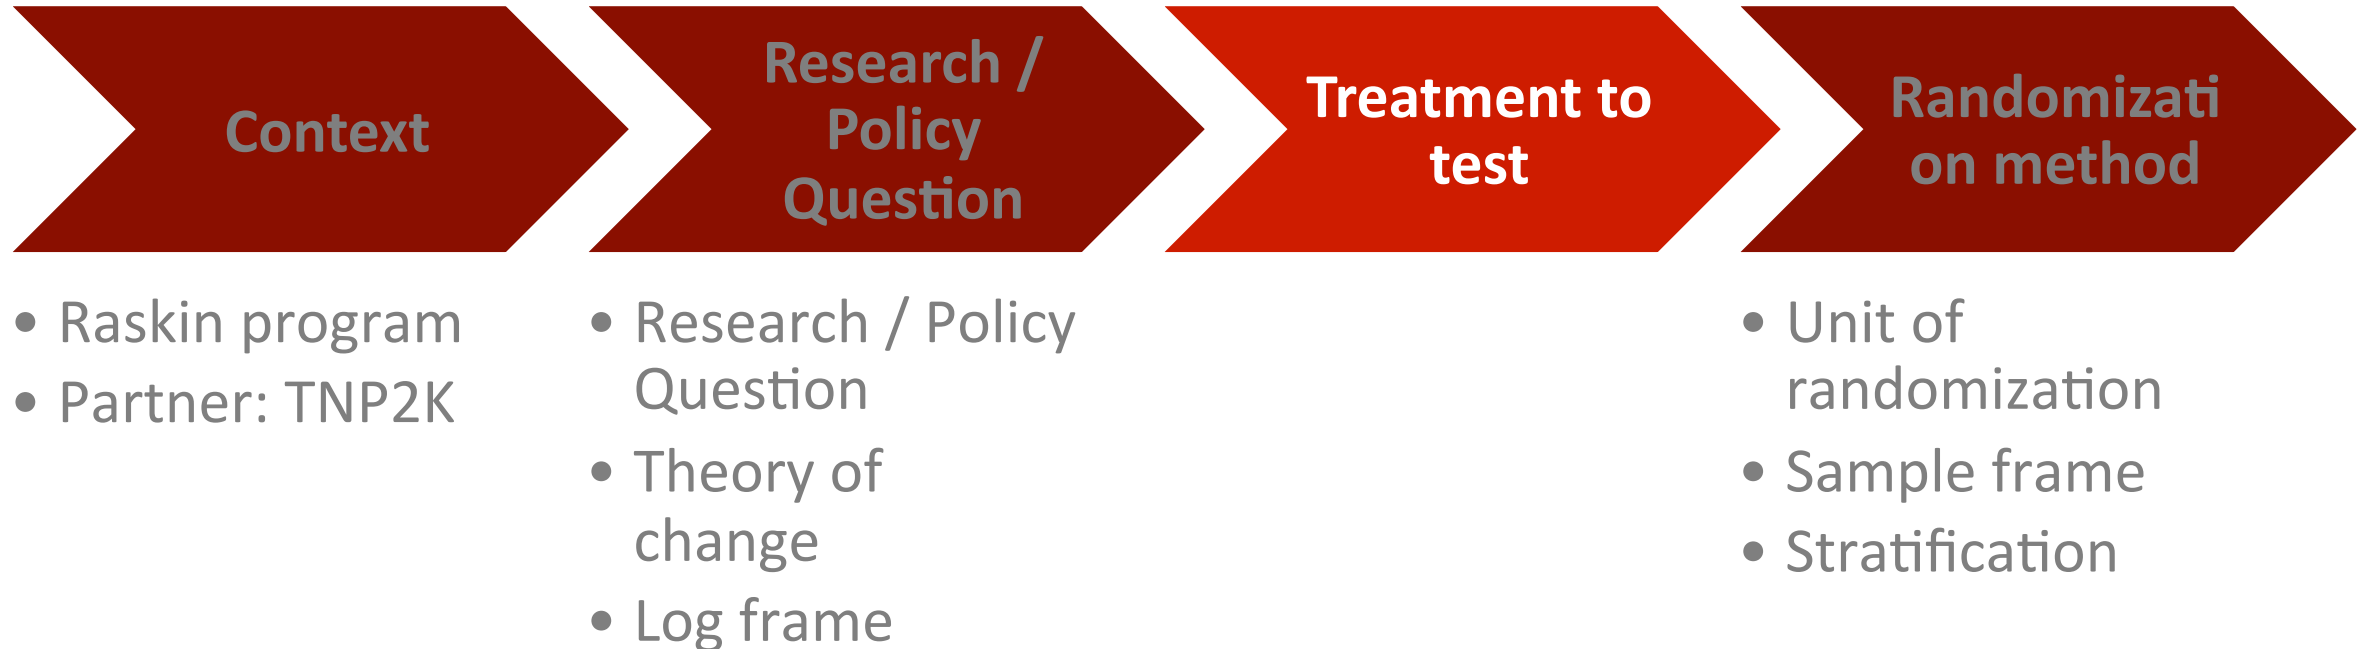 Context
Research /
Policy
Question
Treatment to
test
Randomizati
on method
• Raskin program
• Partner: TNP2K
• Research / Policy
Question
• Theory of
change
• Log frame
• Unit of
randomization
• Sample frame
• Stratification